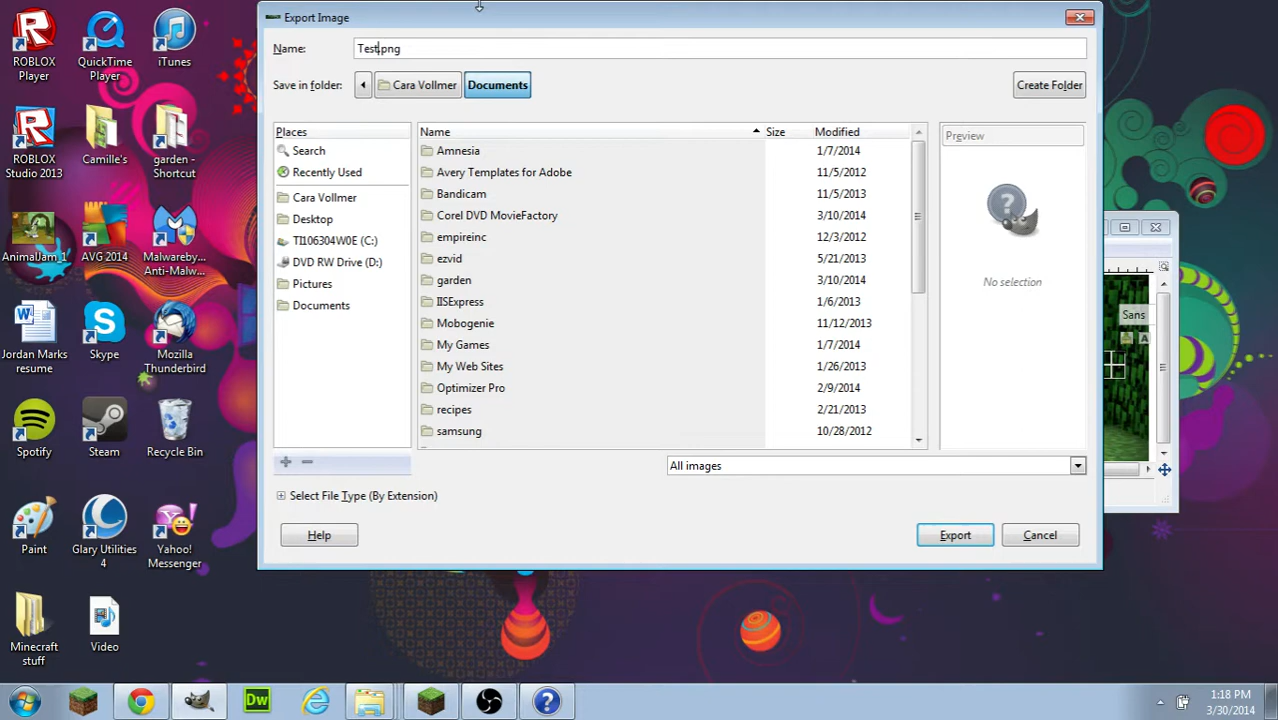 Export Image
Name:
Test.png
Save in folder:
Cara Vollmer
Documents
Create Folder
Places
Search
Recently Used
Cara Vollmer
Desktop
TI106304W0E (C:)
DVD RW Drive (D:)
Pictures
Documents
Name
Size
Modified
Amnesia
1/7/2014
Avery Templates for Adobe
11/5/2012
Bandicam
11/5/2013
Corel DVD MovieFactory
3/10/2014
empireinc
12/3/2012
ezvid
5/21/2013
garden
3/10/2014
IISExpress
1/6/2013
Mobogenie
11/12/2013
My Games
1/7/2014
My Web Sites
1/26/2013
Optimizer Pro
2/9/2014
recipes
2/21/2013
samsung
10/28/2012
Preview
No selection
All images
Select File Type (By Extension)
Help
Export
Cancel
Sans
ROBLOX
Player
QuickTime
Player
iTunes
ROBLOX
Studio 2013
Camille's
garden -
Shortcut
AnimalJam_1
AVG 2014
Malwareby...
Anti-Malw...
Jordan Marks
resume
Skype
Mozilla
Thunderbird
Spotify
Steam
Recycle Bin
Paint
Glary Utilities
4
Yahoo!
Messenger
Minecraft
stuff
Video
Dw
1:18 PM
3/30/2014